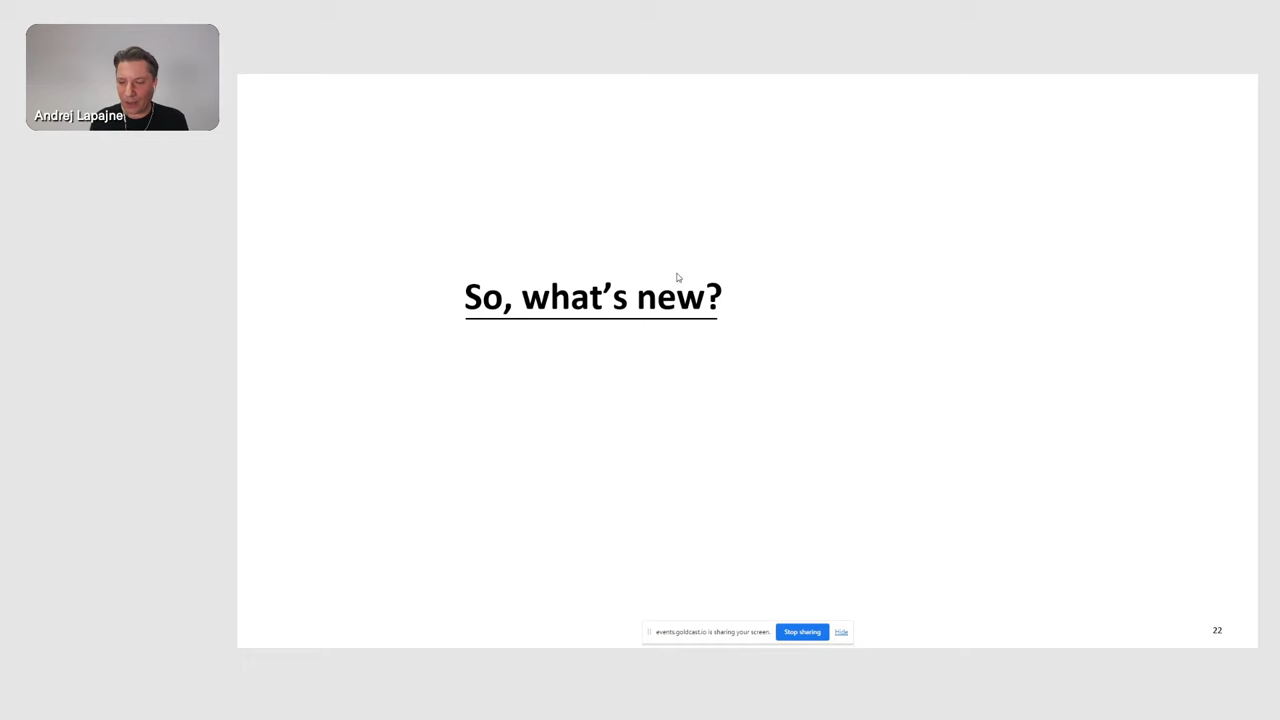 Andrej Lapajne
So, what's new?
events.goldcast.io is sharing your screen. Stop sharing Hide
22